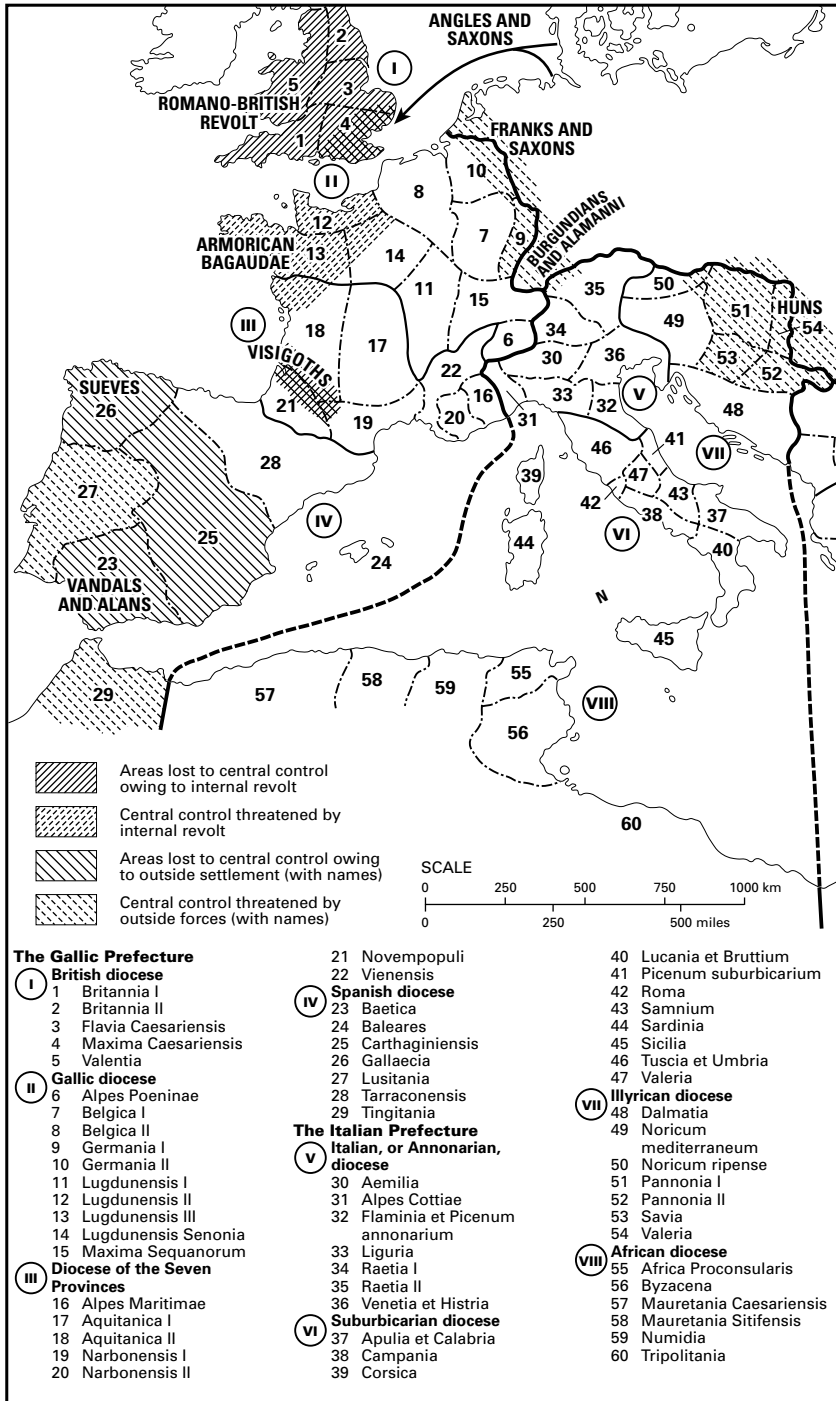 ANGLES AND
SAXONS
2
I
5
3
ROMANO-BRITISH
REVOLT
4
1
FRANKS AND
SAXONS
10
II
8
12
7
9
BURGUNDIANS
AND ALAMANNI
ARMORICAN
BAGAUDAE
13
14
11
15
35
50
51
HUNS
54
III
18
17
6
34
49
53
52
VISIGOTHS
22
30
36
SUEVES
26
21
19
20
16
33
32
V
48
31
41
VII
28
46
47
27
39
43
IV
42
38
37
25
VI
24
44
40
23
VANDALS
AND ALANS
N
45
29
57
58
59
55
VIII
56
60
Areas lost to central control
owing to internal revolt
Central control threatened by
internal revolt
Areas lost to central control owing
to outside settlement (with names)
Central control threatened by
outside forces (with names)
SCALE
0 250 500 750 1000 km
0 250 500 miles
The Gallic Prefecture
I British diocese
1 Britannia I
2 Britannia II
3 Flavia Caesariensis
4 Maxima Caesariensis
5 Valentia
II Gallic diocese
6 Alpes Poeninae
7 Belgica I
8 Belgica II
9 Germania I
10 Germania II
11 Lugdunensis I
12 Lugdunensis II
13 Lugdunensis III
14 Lugdunensis Senonia
15 Maxima Sequanorum
III Diocese of the Seven
Provinces
16 Alpes Maritimae
17 Aquitanica I
18 Aquitanica II
19 Narbonensis I
20 Narbonensis II
21 Novempopuli
22 Viennensis
IV Spanish diocese
23 Baetica
24 Baleares
25 Carthaginiensis
26 Gallaecia
27 Lusitania
28 Tarraconensis
29 Tingitania
The Italian Prefecture
V Italian, or Annonarian,
diocese
30 Aemilia
31 Alpes Cottiae
32 Flaminia et Picenum
annonarium
33 Liguria
34 Raetia I
35 Raetia II
36 Venetia et Histria
VI Suburbicarian diocese
37 Apulia et Calabria
38 Campania
39 Corsica
40 Lucania et Bruttium
41 Picenum suburbicarium
42 Roma
43 Samnium
44 Sardinia
45 Sicilia
46 Tuscia et Umbria
47 Valeria
VII Illyrican diocese
48 Dalmatia
49 Noricum
mediterraneum
50 Noricum ripense
51 Pannonia I
52 Pannonia II
53 Savia
54 Valeria
VIII African diocese
55 Africa Proconsularis
56 Byzacena
57 Mauretania Caesariensis
58 Mauretania Sitifensis
59 Numidia
60 Tripolitania